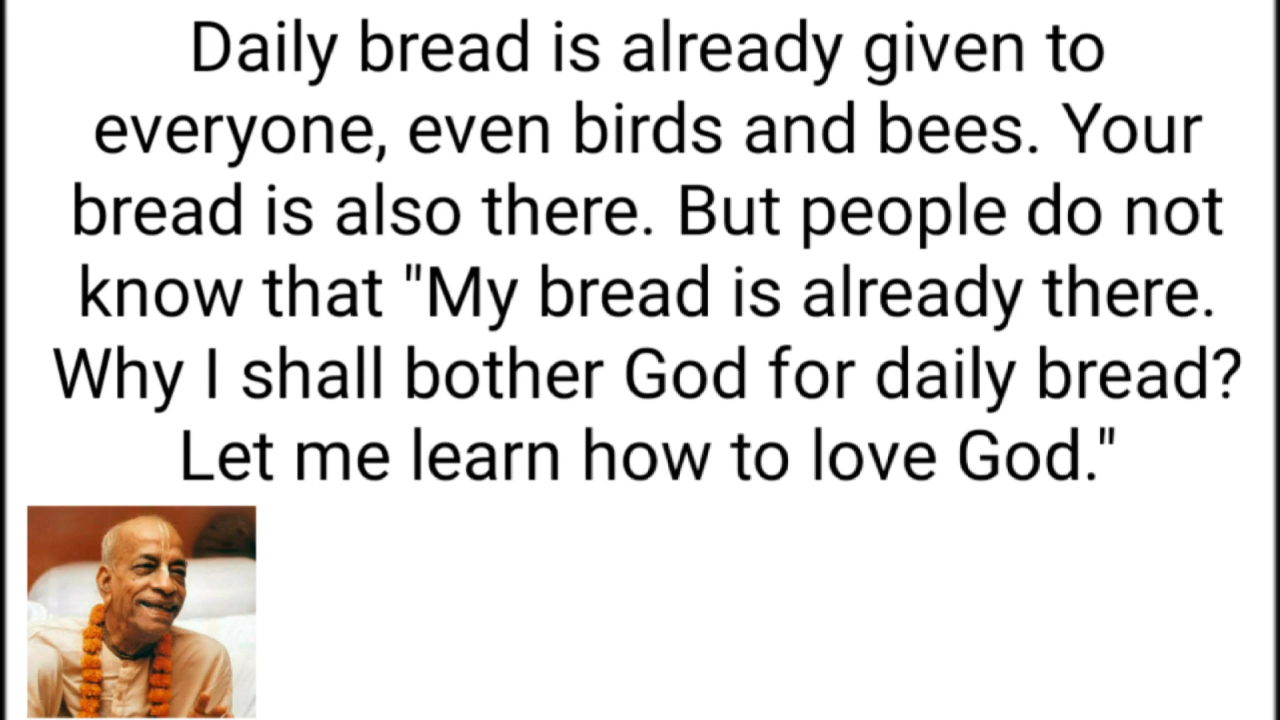 Daily bread is already given to
everyone, even birds and bees. Your
bread is also there. But people do not
know that "My bread is already there.
Why I shall bother God for daily bread?
Let me learn how to love God."